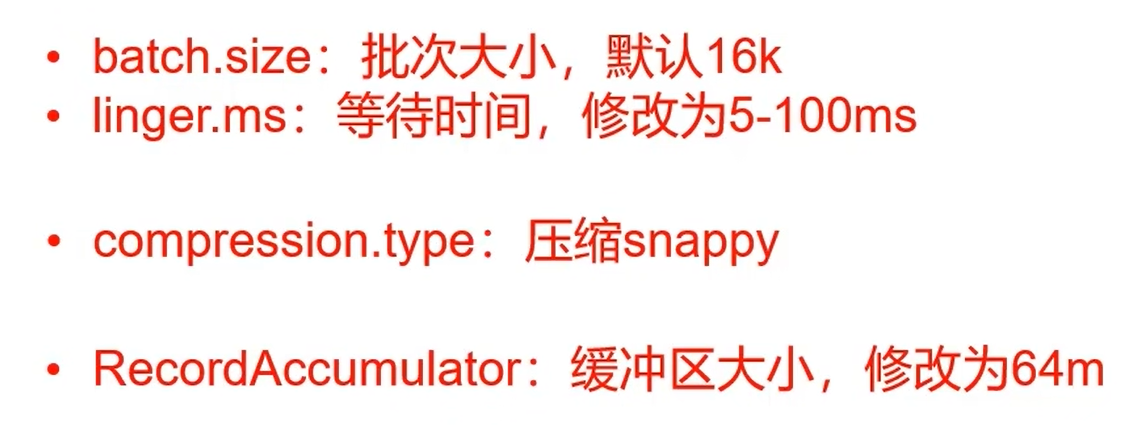 • batch.size：批次大小，默认16k
• linger.ms：等待时间，修改为5-100ms
• compression.type：压缩snappy
• RecordAccumulator：缓冲区大小，修改为64m